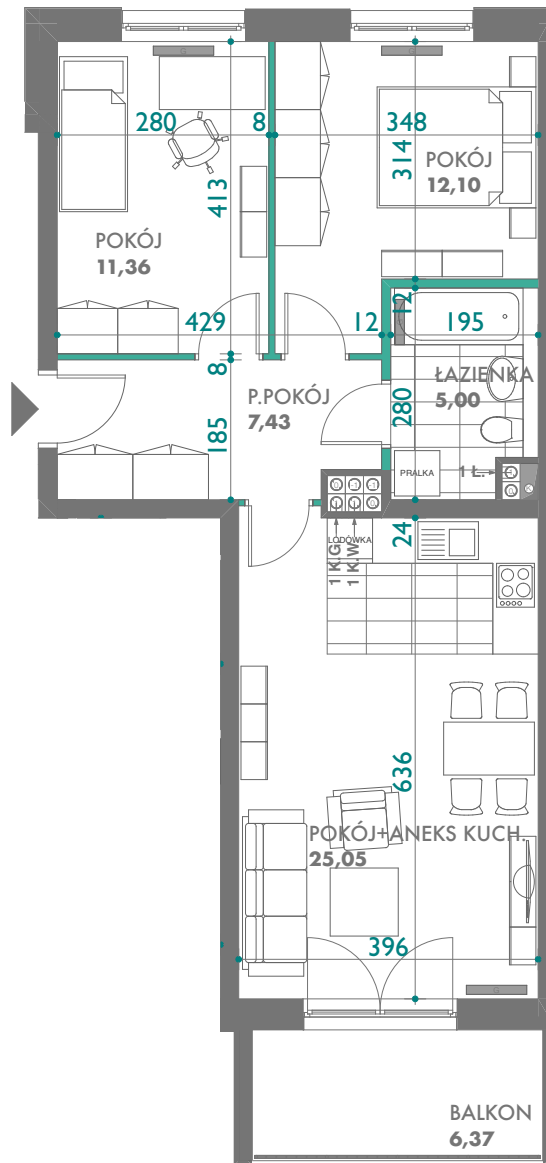 280
8
348
314
POKÓJ
12,10
413
POKÓJ
11,36
429
12
12
195
8
P.POKÓJ
7,43
ŁAZIENKA
5,00
280
185
PRALKA
1 Ł.
LODÓWKA
1 K.G
1 K.W
24
636
POKÓJ+ANEKS KUCH.
25,05
396
BALKON
6,37